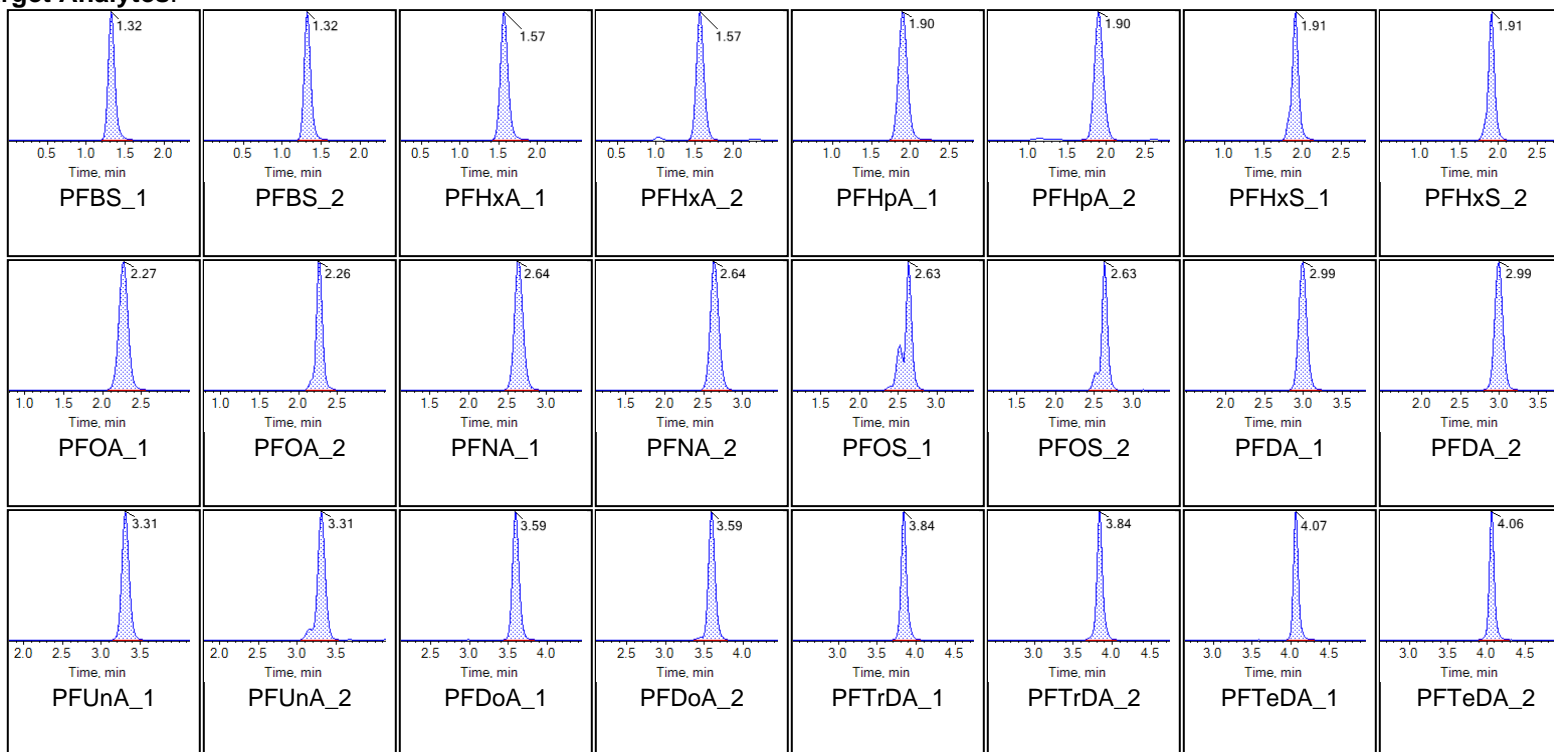 Target Analytes:
1.32
0.5 1.0 1.5 2.0
Time, min
PFBS_1
1.32
0.5 1.0 1.5 2.0
Time, min
PFBS_2
1.57
0.5 1.0 1.5 2.0
Time, min
PFHxA_1
1.57
0.5 1.0 1.5 2.0
Time, min
PFHxA_2
1.90
1.0 1.5 2.0 2.5
Time, min
PFHpA_1
1.90
1.0 1.5 2.0 2.5
Time, min
PFHpA_2
1.91
1.0 1.5 2.0 2.5
Time, min
PFHxS_1
1.91
1.0 1.5 2.0 2.5
Time, min
PFHxS_2
2.27
1.0 1.5 2.0 2.5
Time, min
PFOA_1
2.26
1.0 1.5 2.0 2.5
Time, min
PFOA_2
2.64
1.5 2.0 2.5 3.0
Time, min
PFNA_1
2.64
1.5 2.0 2.5 3.0
Time, min
PFNA_2
2.63
1.5 2.0 2.5 3.0
Time, min
PFOS_1
2.63
1.5 2.0 2.5 3.0
Time, min
PFOS_2
2.99
2.0 2.5 3.0 3.5
Time, min
PFDA_1
2.99
2.0 2.5 3.0 3.5
Time, min
PFDA_2
3.31
2.0 2.5 3.0 3.5
Time, min
PFUnA_1
3.31
2.0 2.5 3.0 3.5
Time, min
PFUnA_2
3.59
2.5 3.0 3.5 4.0
Time, min
PFDoA_1
3.59
2.5 3.0 3.5 4.0
Time, min
PFDoA_2
3.84
3.0 3.5 4.0 4.5
Time, min
PFTrDA_1
3.84
3.0 3.5 4.0 4.5
Time, min
PFTrDA_2
4.07
3.0 3.5 4.0 4.5
Time, min
PFTeDA_1
4.06
3.0 3.5 4.0 4.5
Time, min
PFTeDA_2